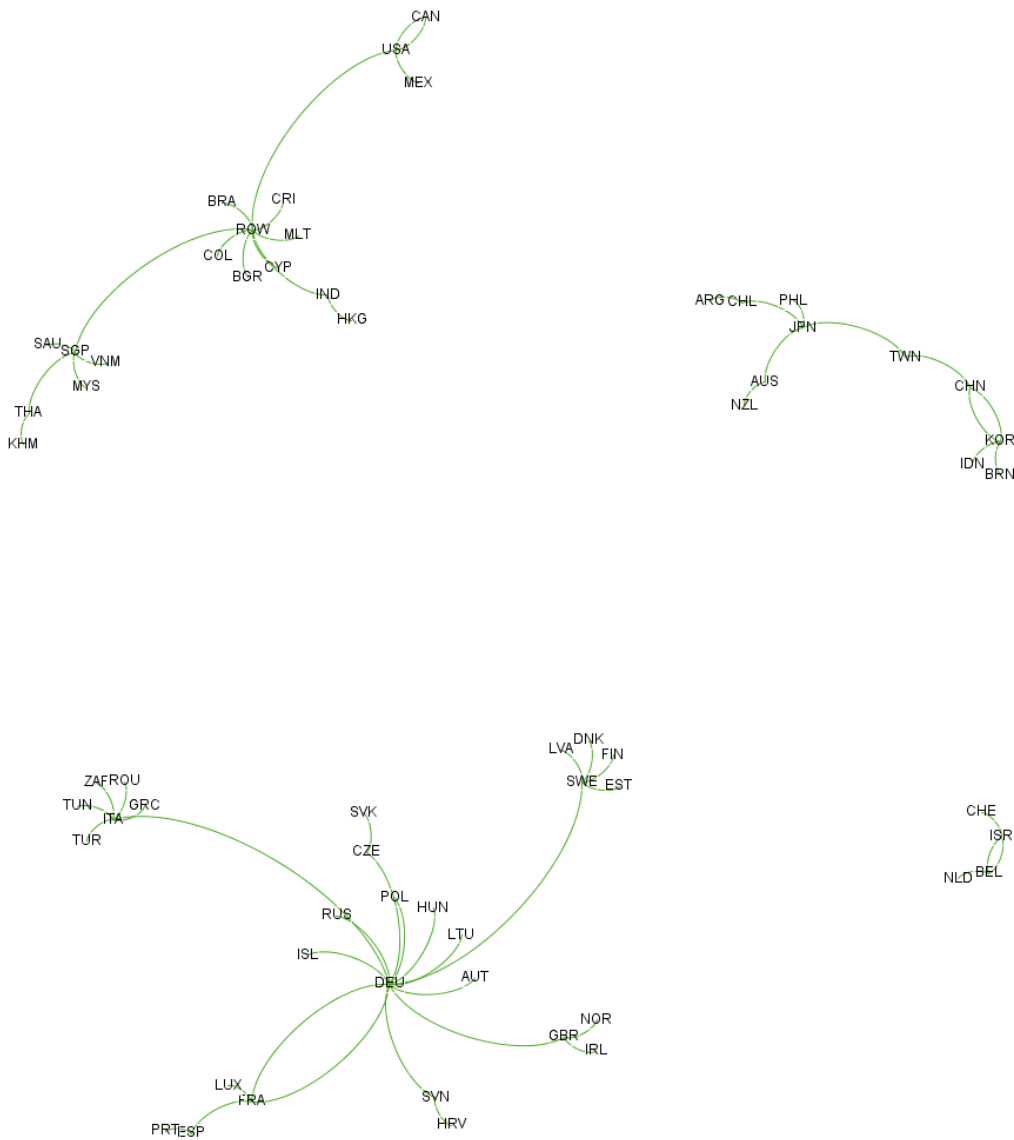 CAN
USA
MEX
BRA
CRI
ROW
MLT
COL
CYP
BGR
IND
HKG
SAU
SGP
VNM
MYS
THA
KHM
ARG
CHL
PHL
JPN
TWN
AUS
CHN
NZL
KOR
IDN
BRN
ZAF
ROU
TUN
GRC
ITA
TUR
LVA
DNK
FIN
SWE
EST
SVK
CZE
POL
HUN
RUS
LTU
ISL
DEU
AUT
NOR
GBR
IRL
LUX
FRA
SVN
PRT
ESP
HRV
CHE
ISR
NLD
BEL